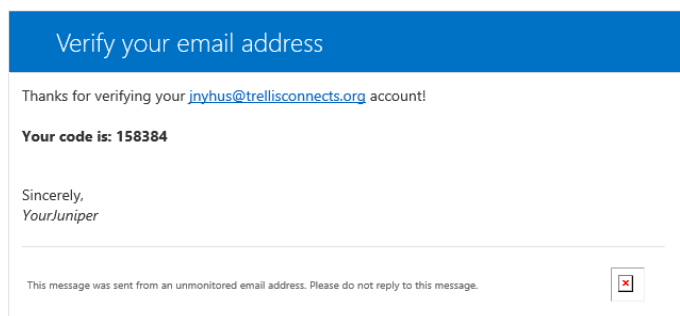 Verify your email address
Thanks for verifying your jnyhus@trellisconnects.org account!
Your code is: 158384
Sincerely,
YourJuniper
This message was sent from an unmonitored email address. Please do not reply to this message.